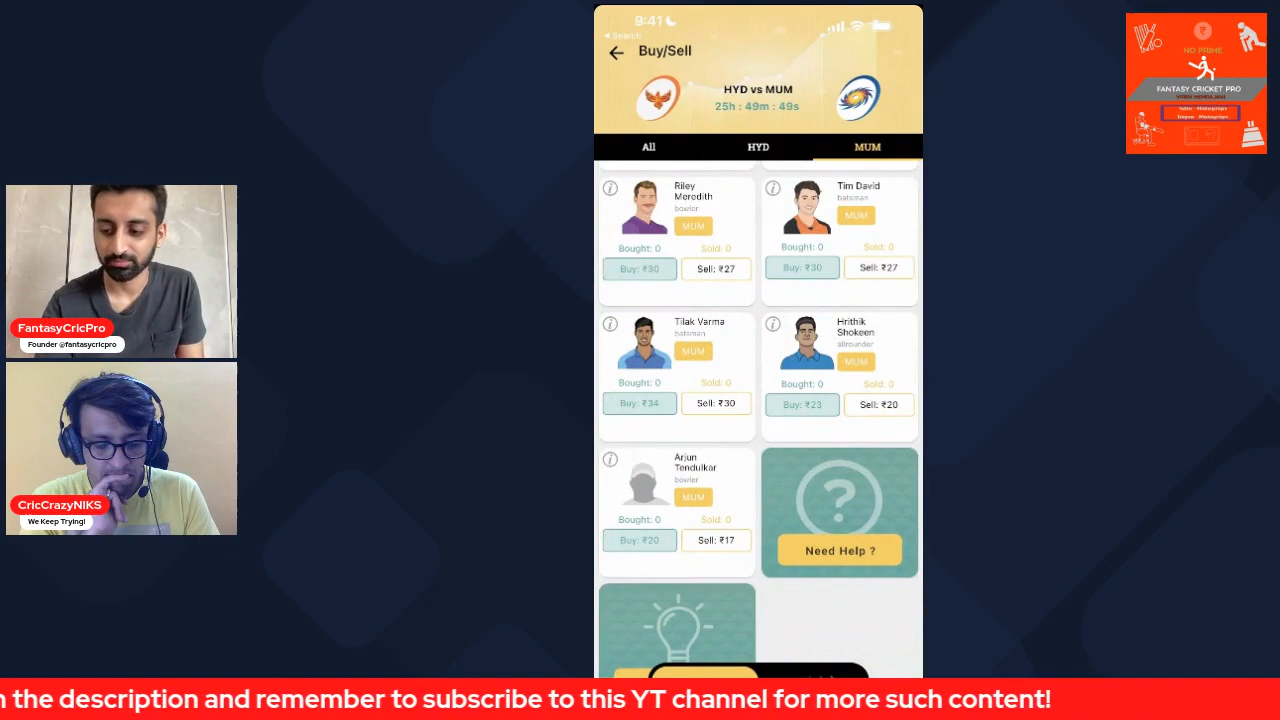 9:41
Search
Buy/Sell
HYD vs MUM
25h : 49m : 49s
All
HYD
MUM
Riley
Meredith
bowler
MUM
Bought: 0
Sold: 0
Buy: ₹30
Sell: ₹27
Tim David
batsman
MUM
Bought: 0
Sold: 0
Buy: ₹30
Sell: ₹27
Tilak Varma
batsman
MUM
Bought: 0
Sold: 0
Buy: ₹34
Sell: ₹30
Hrithik
Shokeen
allrounder
MUM
Bought: 0
Sold: 0
Buy: ₹23
Sell: ₹20
Arjun
Tendulkar
bowler
MUM
Bought: 0
Sold: 0
Buy: ₹20
Sell: ₹17
Need Help ?
FantasyCricPro
Founder @fantasycricpro
CricCrazyNIKS
We Keep Trying!
NO PRIME
FANTASY CRICKET PRO
n the description and remember to subscribe to this YT channel for more such content!